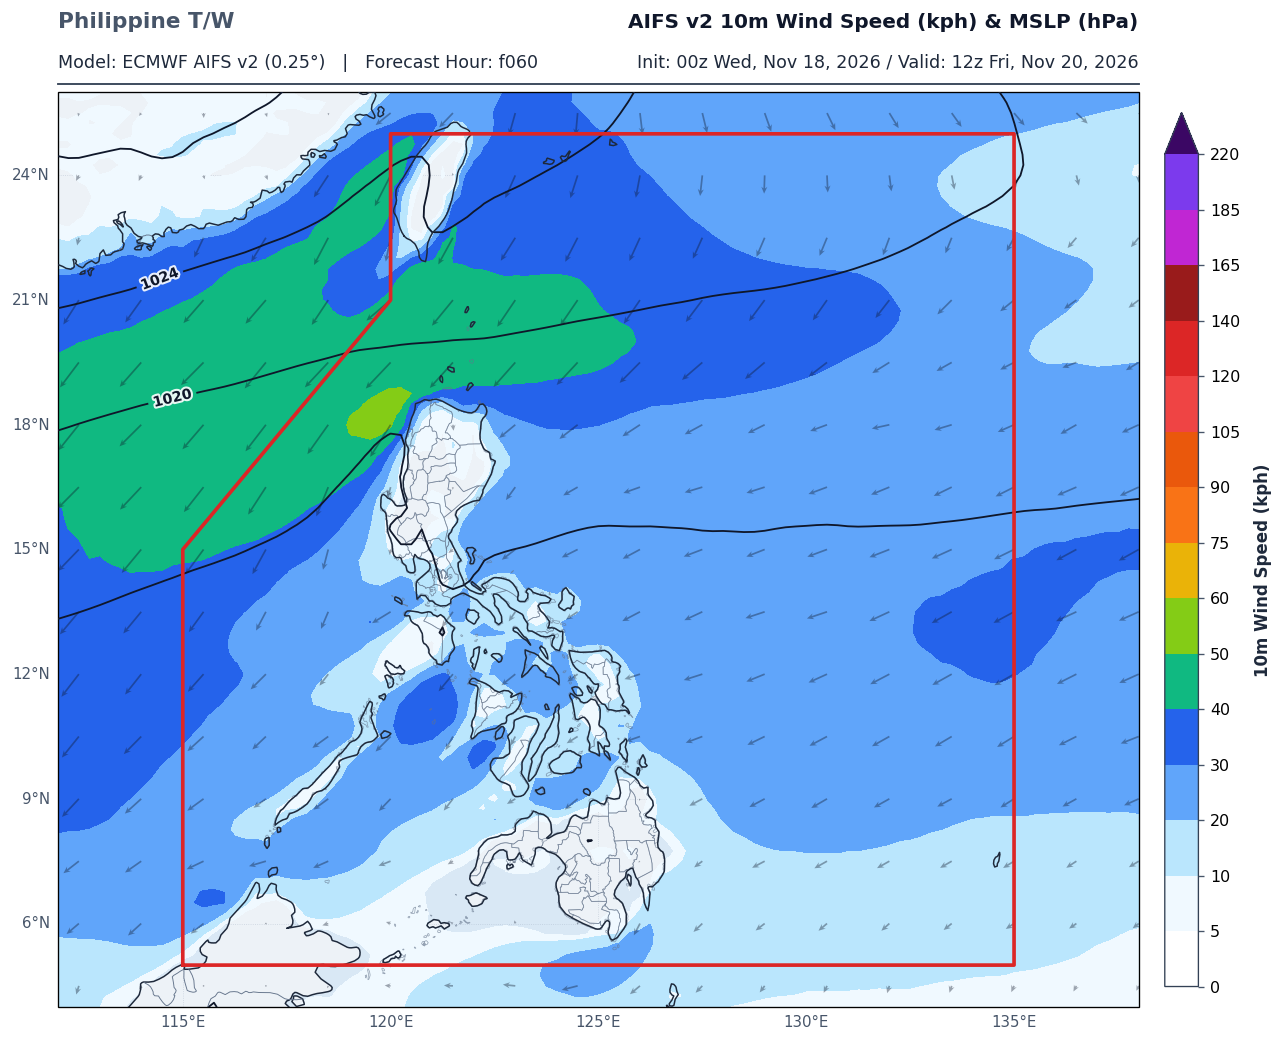 Philippine T/W
AIFS v2 10m Wind Speed (kph) & MSLP (hPa)
Model: ECMWF AIFS v2 (0.25°) | Forecast Hour: f060
Init: 00z Wed, Nov 18, 2026 / Valid: 12z Fri, Nov 20, 2026
24°N
21°N
18°N
15°N
12°N
9°N
6°N
1024
1020
115°E
120°E
125°E
130°E
135°E
220
185
165
140
120
105
90
75
60
50
40
30
20
10
5
0
10m Wind Speed (kph)